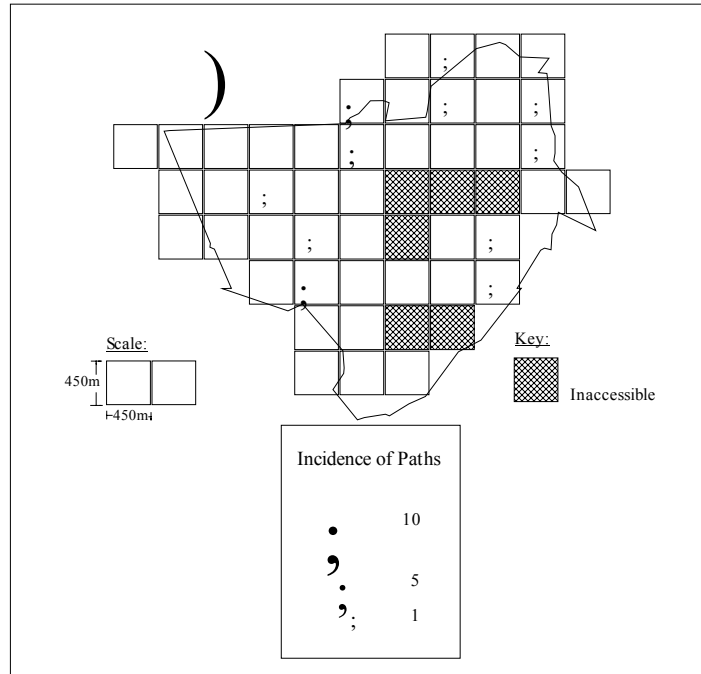 )
;
;
;
;
;
;
;
;
;
;
;
;
Scale:
450m
450m
Key:
Inaccessible
Incidence of Paths
; 10
; 5
; 1